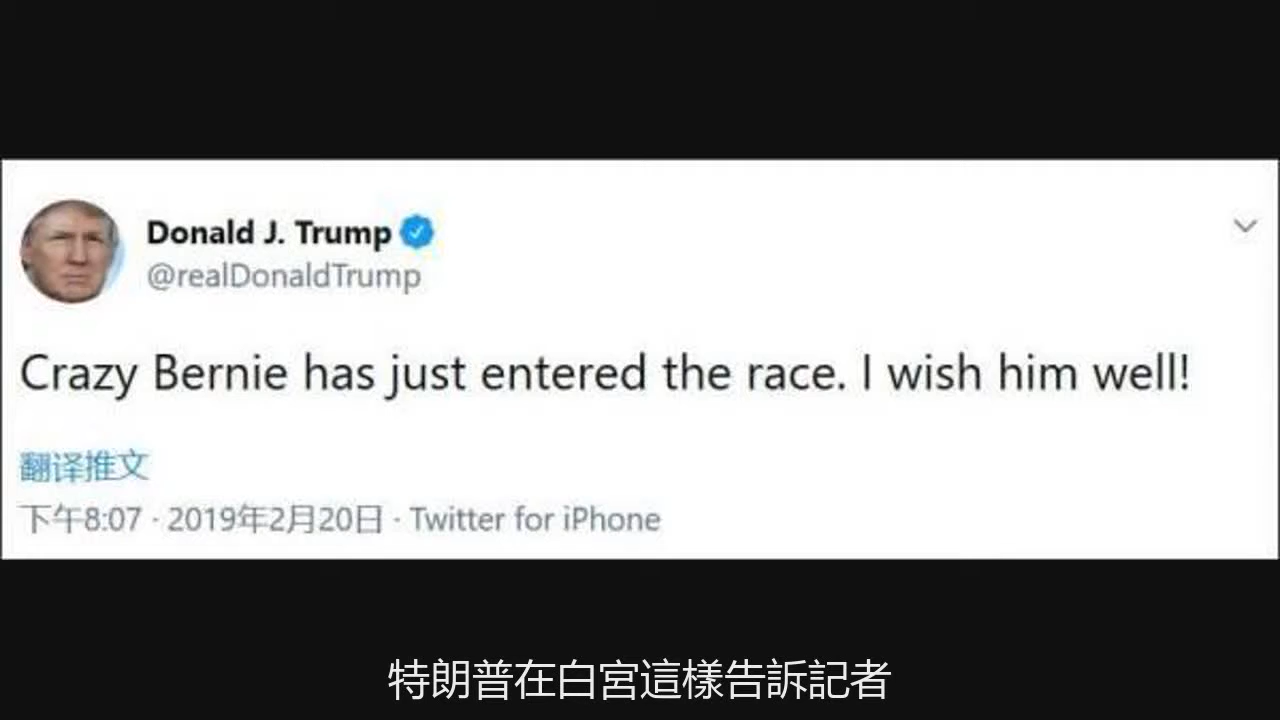 Donald J. Trump
@realDonaldTrump
Crazy Bernie has just entered the race. I wish him well!
翻译推文
下午8:07 · 2019年2月20日 · Twitter for iPhone
特朗普在白宮這樣告訴記者